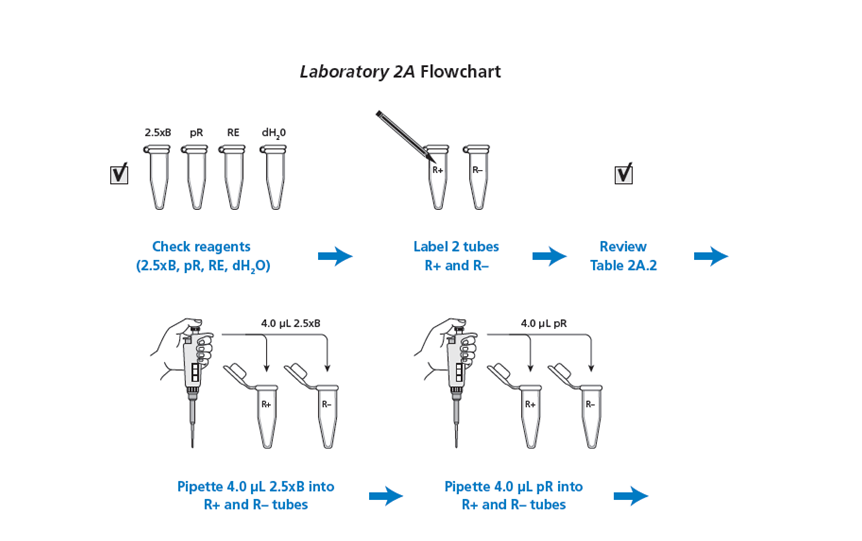 Laboratory 2A Flowchart
2.5xB pR RE dH₂0
R+ R–
Check reagents
(2.5xB, pR, RE, dH₂O)
Label 2 tubes
R+ and R–
Review
Table 2A.2
4.0 µL 2.5xB
R+ R–
4.0 µL pR
R+ R–
Pipette 4.0 µL 2.5xB into
R+ and R– tubes
Pipette 4.0 µL pR into
R+ and R– tubes